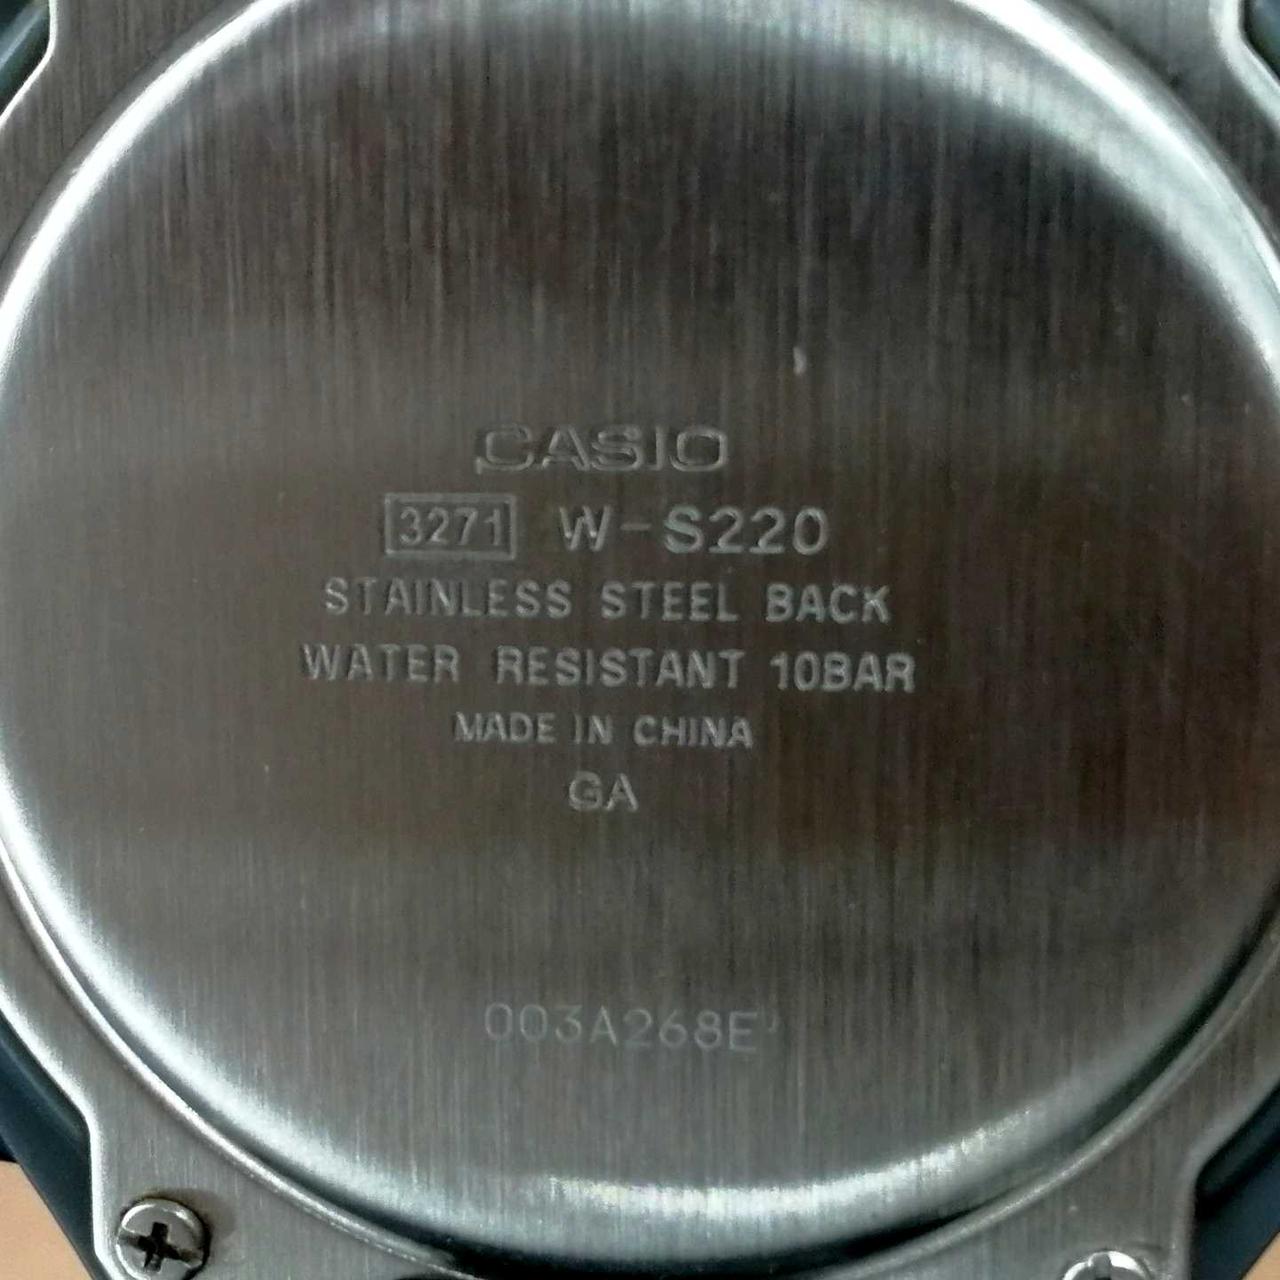 CASIO
3271 W-S220
STAINLESS STEEL BACK
WATER RESISTANT 10BAR
MADE IN CHINA
GA
003A268E